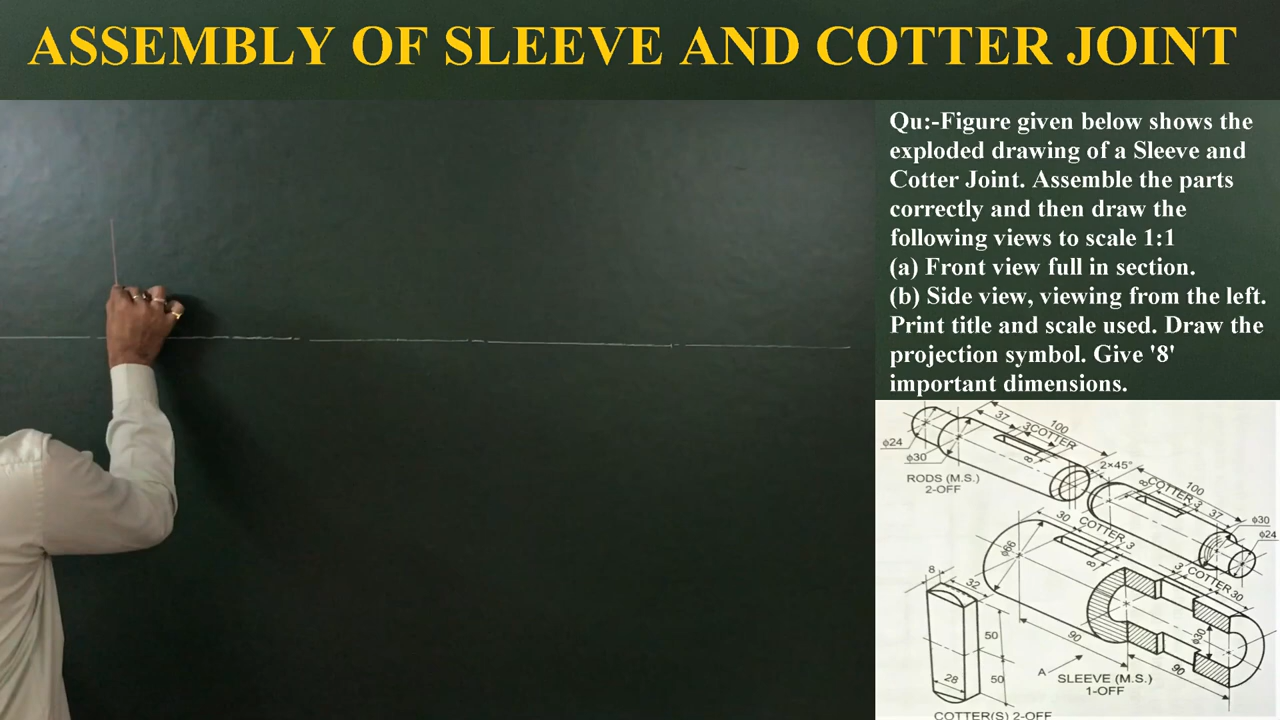 ASSEMBLY OF SLEEVE AND COTTER JOINT
Qu:-Figure given below shows the
exploded drawing of a Sleeve and
Cotter Joint. Assemble the parts
correctly and then draw the
following views to scale 1:1
(a) Front view full in section.
(b) Side view, viewing from the left.
Print title and scale used. Draw the
projection symbol. Give '8'
important dimensions.
37
100
3
COTTER
8
ϕ24
ϕ30
RODS (M.S.)
2-OFF
2×45°
COTTER 3
8
100
37
ϕ30
ϕ24
30
COTTER 3
ϕ66
8
3
COTTER 30
8
32
50
ϕ30
90
50
A
SLEEVE (M.S.)
1-OFF
90
28
COTTER(S) 2-OFF